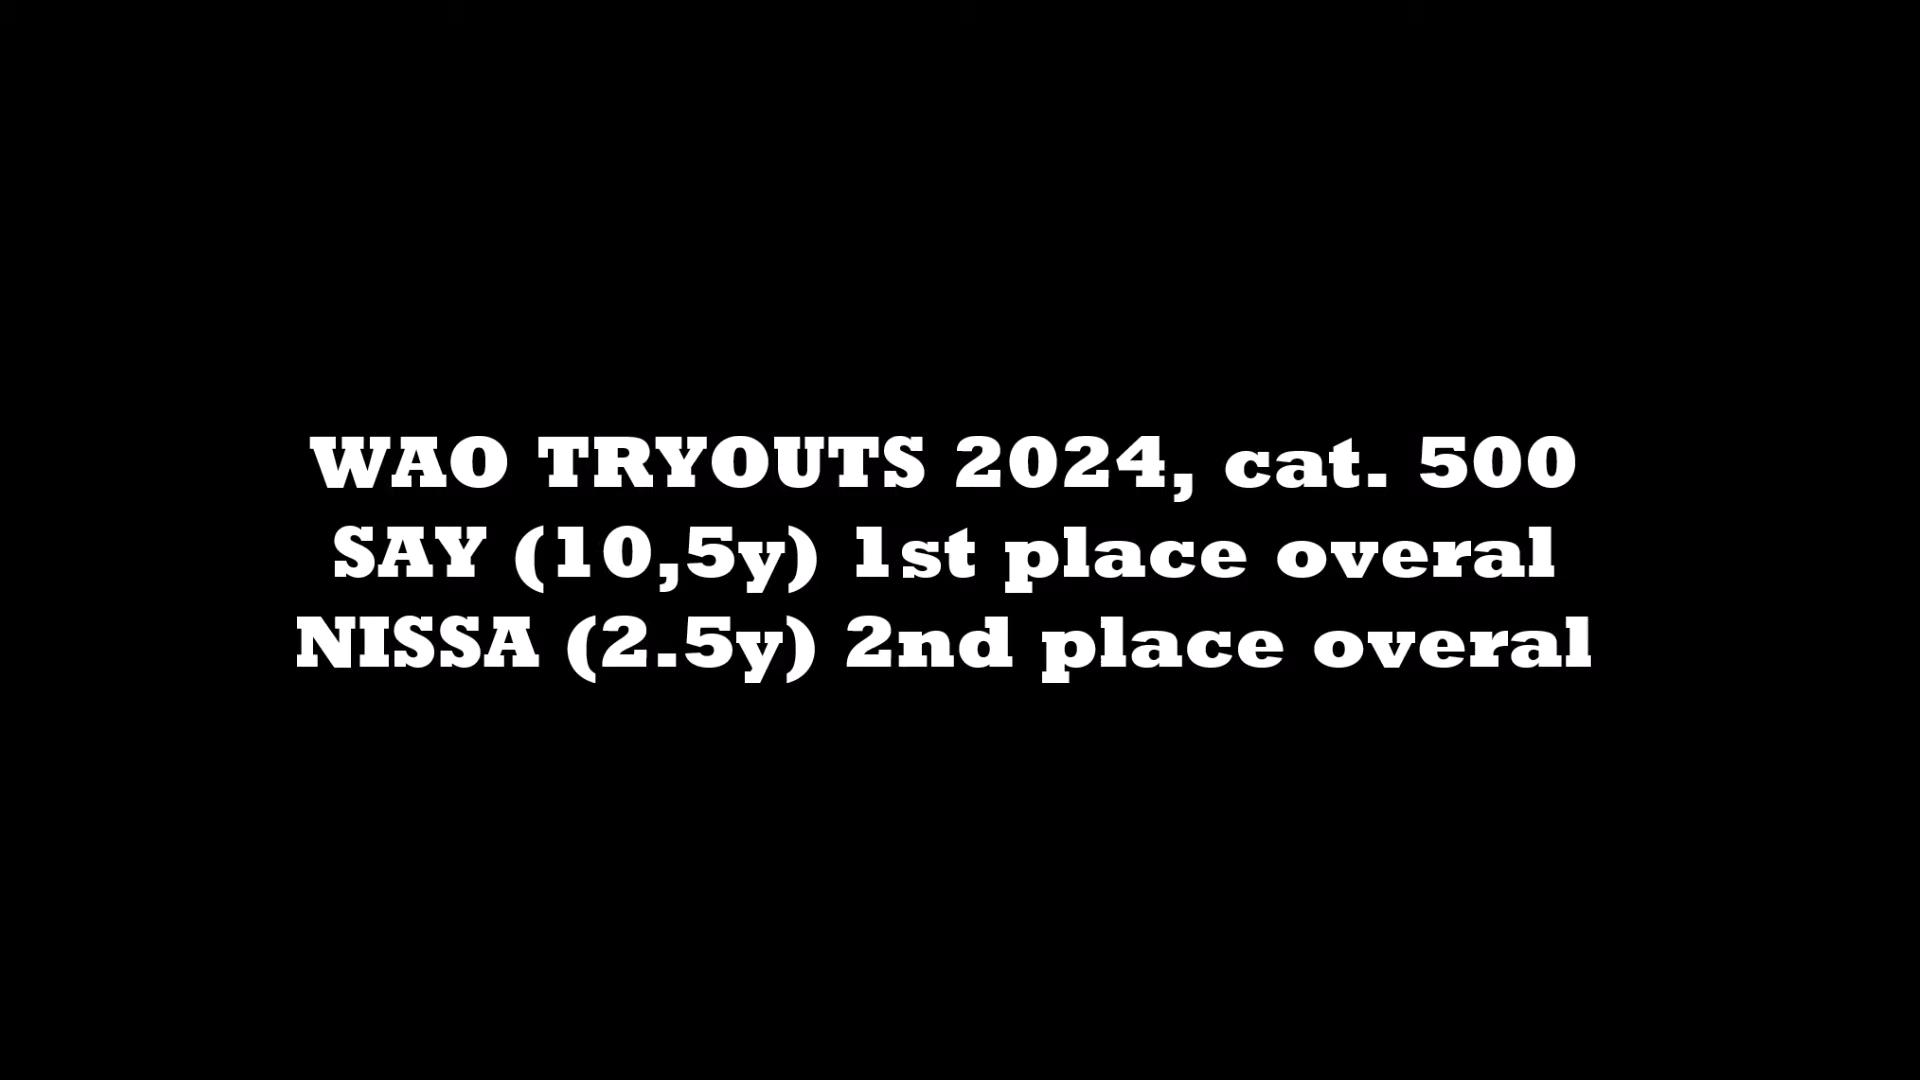 WAO TRYOUTS 2024, cat. 500
SAY (10,5y) 1st place overal
NISSA (2.5y) 2nd place overal